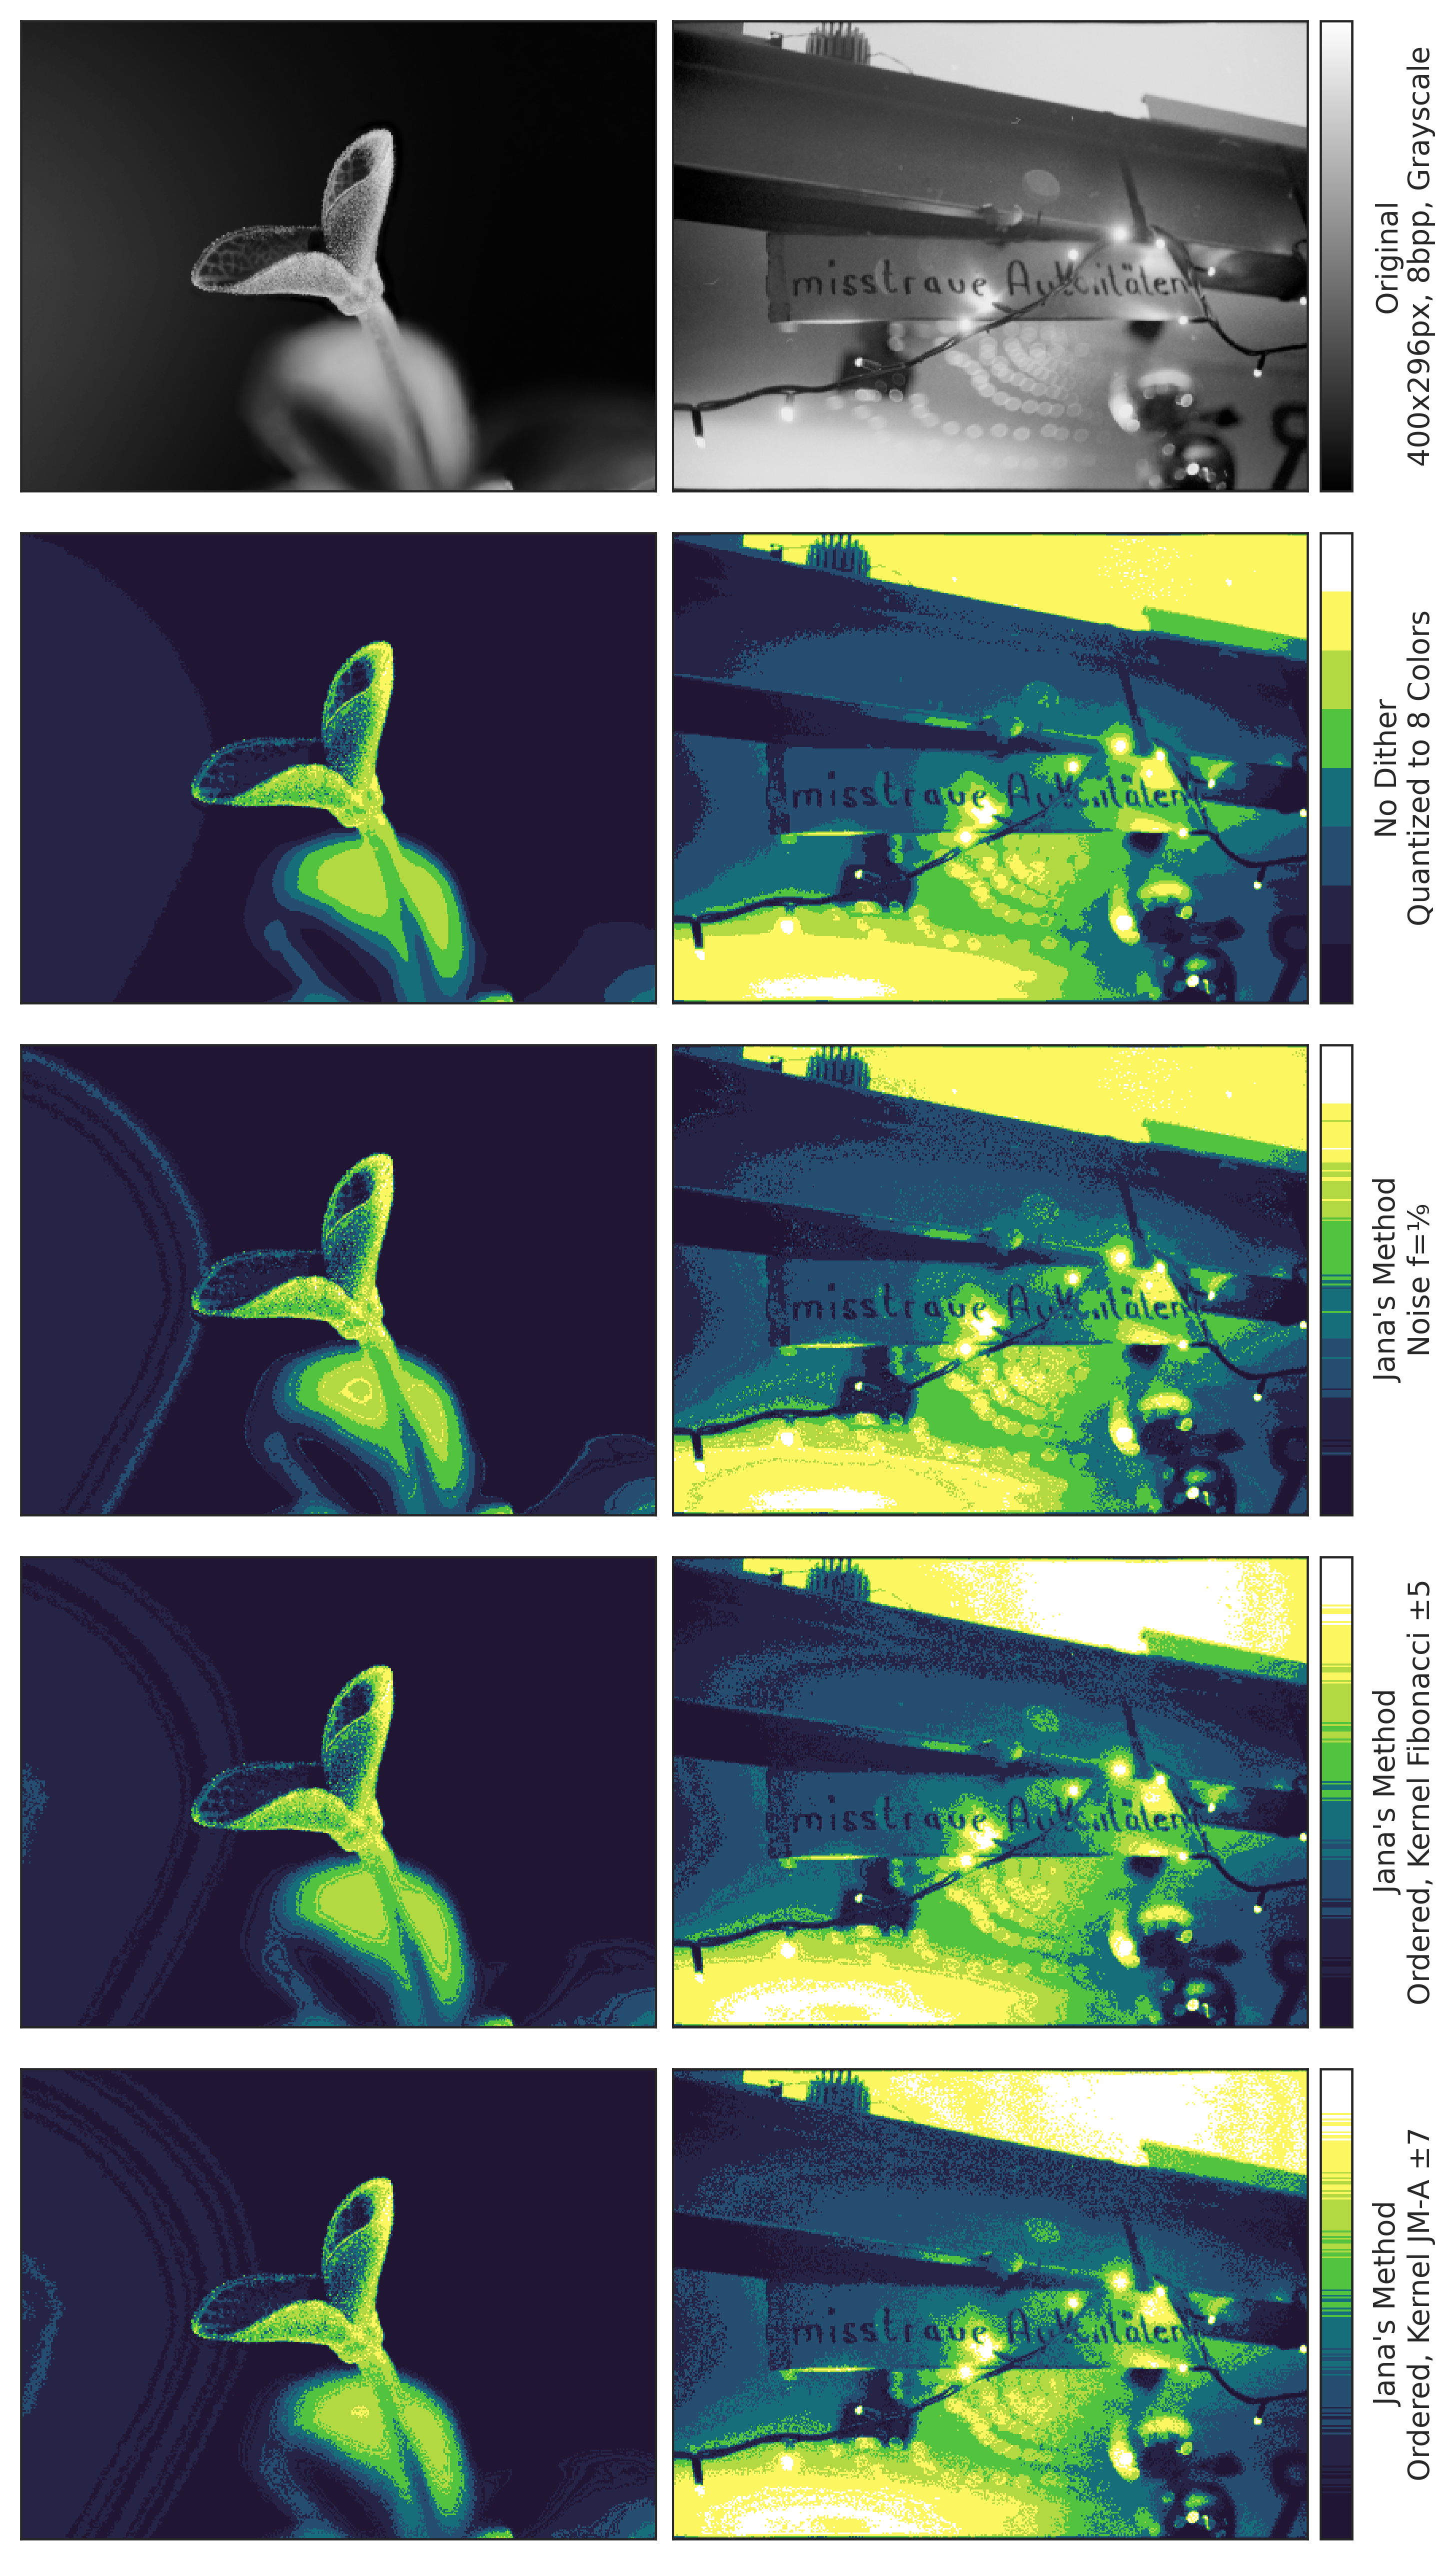 misstraue Autoritäten
Original
400x296px, 8bpp, Grayscale
misstraue Autoritäten
No Dither
Quantized to 8 Colors
misstraue Autoritäten
Jana's Method
Noise f=⅑
misstraue Autoritäten
Jana's Method
Ordered, Kernel Fibonacci ±5
misstraue Autoritäten
Jana's Method
Ordered, Kernel JM-A ±7